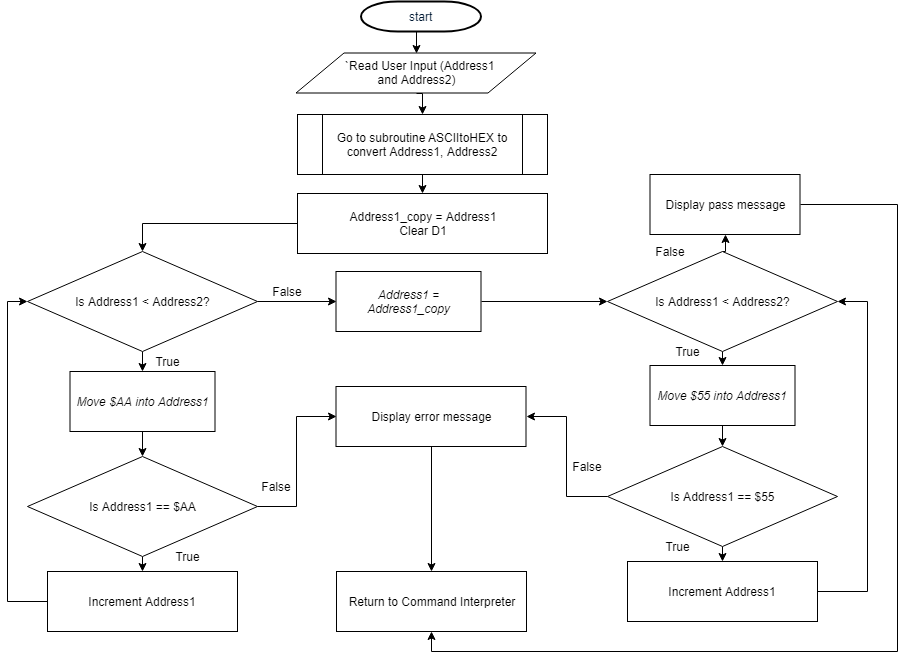 start
`Read User Input (Address1
and Address2)
Go to subroutine ASCIItoHEX to
convert Address1, Address2
Address1_copy = Address1
Clear D1
Display pass message
False
Is Address1 < Address2?
False
Address1 =
Address1_copy
Is Address1 < Address2?
True
True
Move $AA into Address1
Display error message
Move $55 into Address1
False
False
Is Address1 == $AA
Is Address1 == $55
True
True
Increment Address1
Return to Command Interpreter
Increment Address1